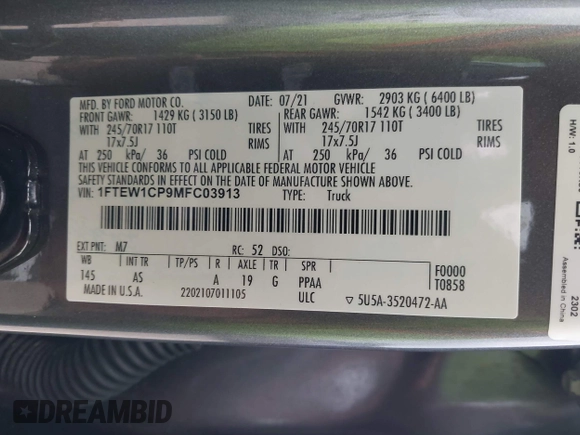 MFD. BY FORD MOTOR CO. 07/21 GVWR: 2903 KG ( 6400 LB)
FRONT GAWR: 1429 KG ( 3150 LB) REAR GAWR: 1542 KG ( 3400 LB)
WITH 245/70R17 110T TIRES WITH 245/70R17 110T TIRES
17x7.5J RIMS 17x7.5J RIMS
AT 250 kPa/ 36 PSI COLD AT 250 kPa/ 36 PSI COLD
THIS VEHICLE CONFORMS TO ALL APPLICABLE FEDERAL MOTOR VEHICLE
SAFETY AND THEFT PREVENTION STANDARDS IN EFFECT ON THE DATE OF MANUFACTURE SHOWN ABOVE.
VIN: 1FTEW1CP9MFC03913 TYPE: Truck
EXT PNT: M7 RC: 52 DSO:
WB INT TR TP/PS R AXLE TR SPR F0000
145 AS A 19 G PPAA T0858
MADE IN U.S.A. 2202107011105 ULC 5U5A-3520472-AA
H/W: 1.0
2302
Assembled in China
DREAMBID